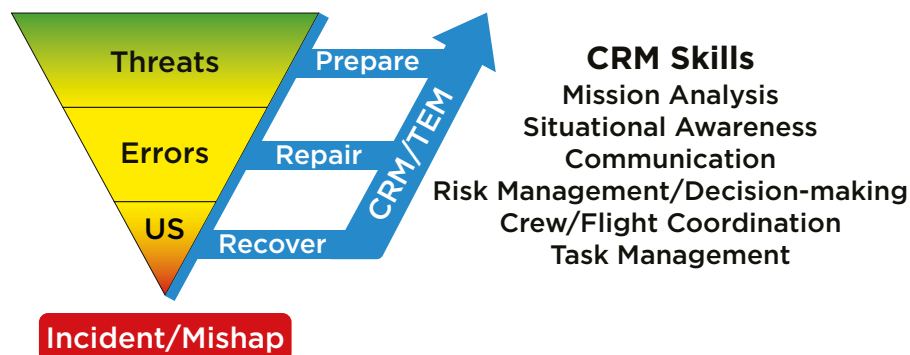 Threats
Prepare
Errors
Repair
US
Recover
CRM/TEM
Incident/Mishap
CRM Skills
Mission Analysis
Situational Awareness
Communication
Risk Management/Decision-making
Crew/Flight Coordination
Task Management